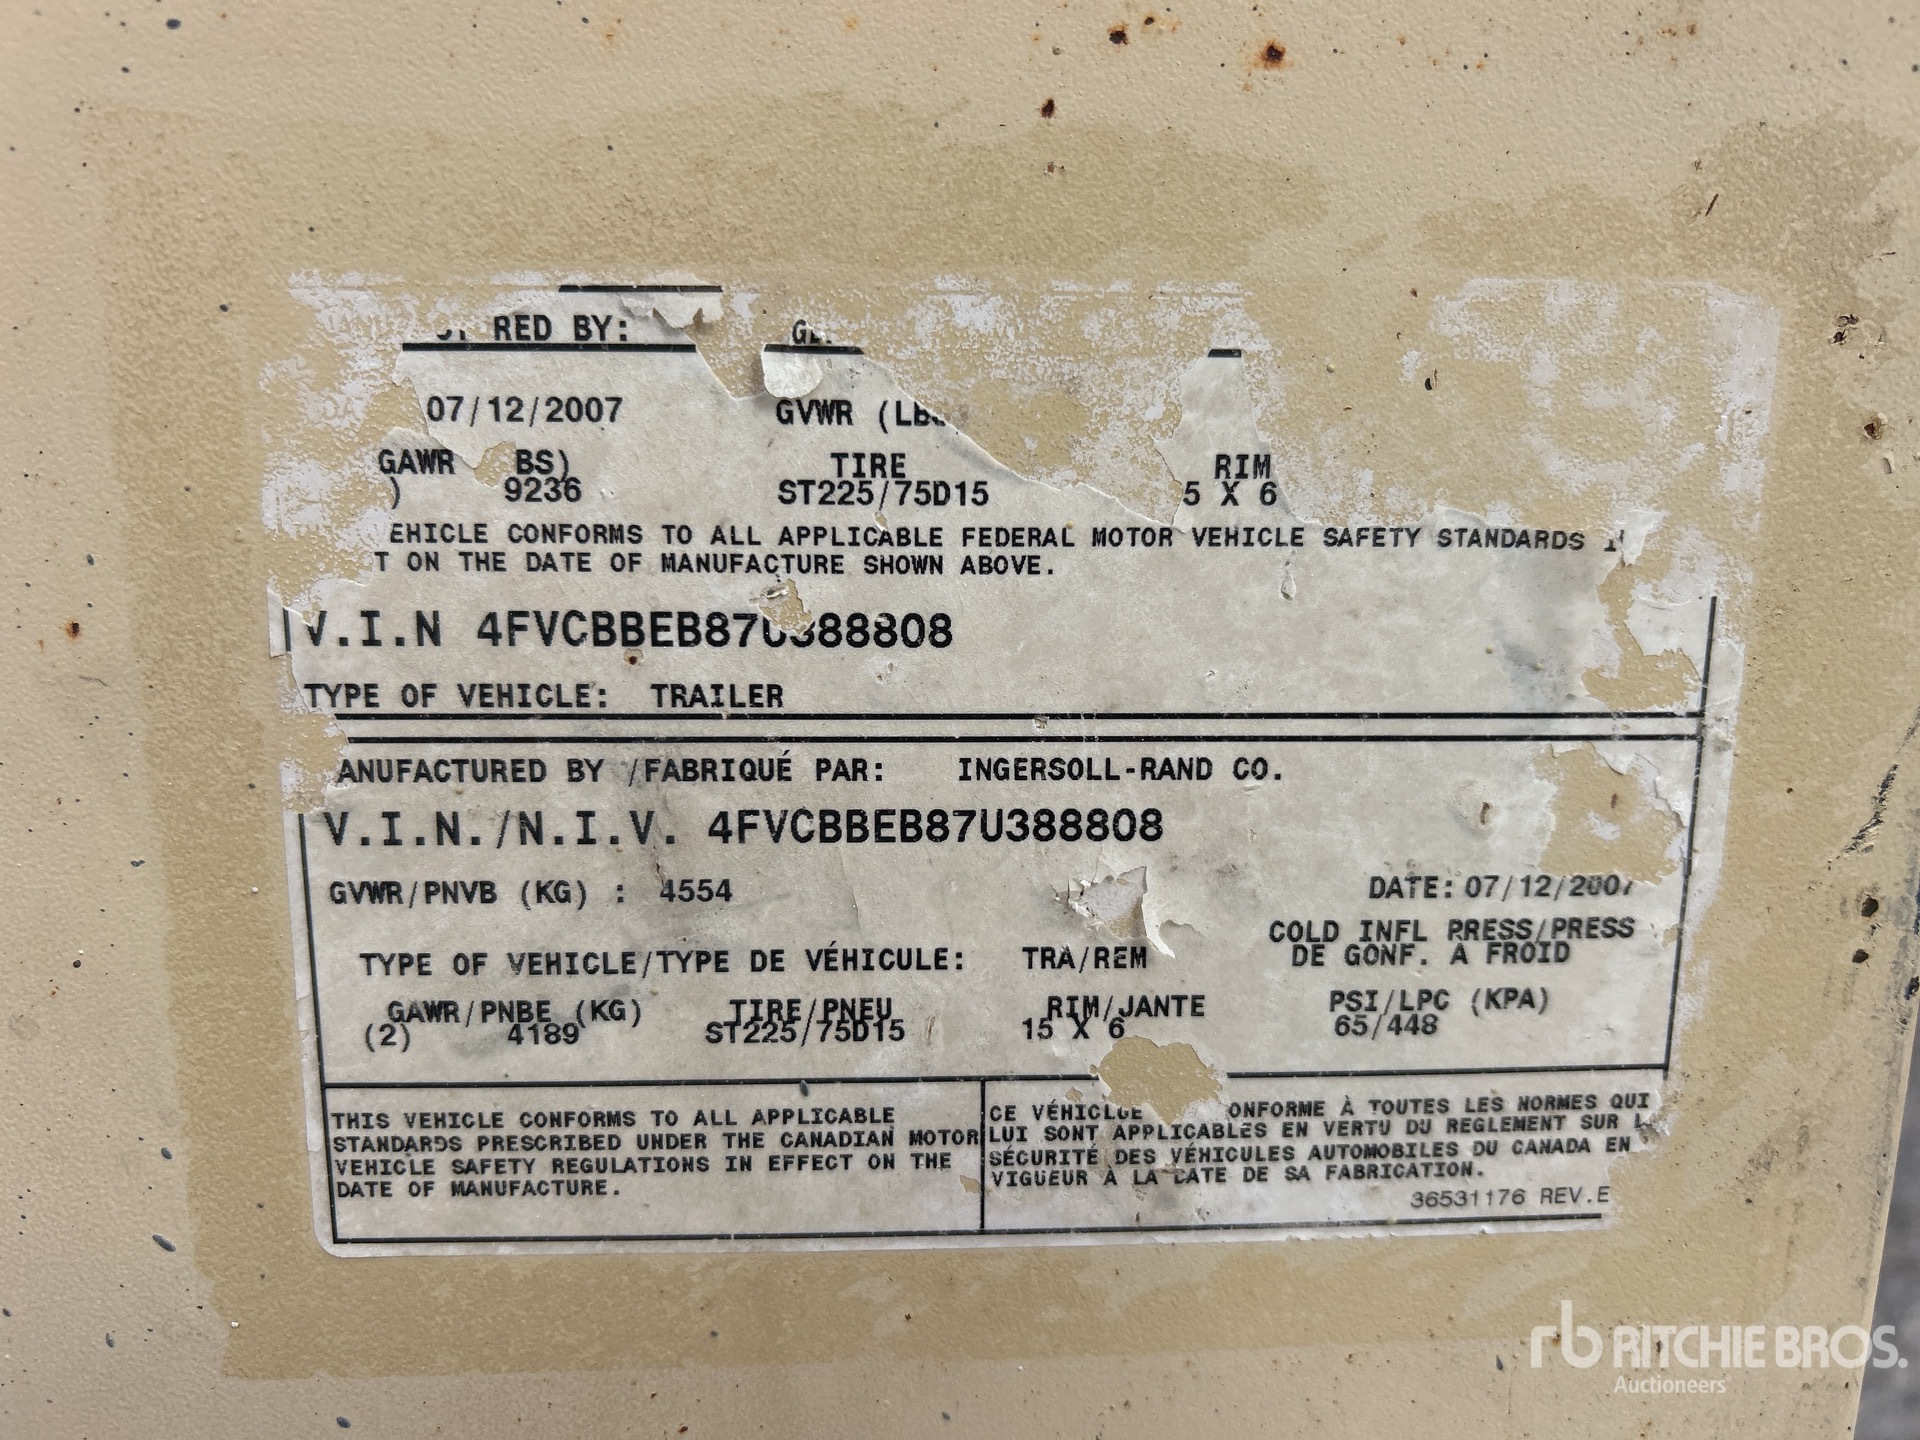 RED BY:
07/12/2007 GVWR
GAWR BS) TIRE RIM
) 9236 ST225/75D15 5 X 6
EHICLE CONFORMS TO ALL APPLICABLE FEDERAL MOTOR VEHICLE SAFETY STANDARDS
T ON THE DATE OF MANUFACTURE SHOWN ABOVE.
V.I.N 4FVCBBEB87U388808
TYPE OF VEHICLE: TRAILER
ANUFACTURED BY /FABRIQUÉ PAR: INGERSOLL-RAND CO.
V.I.N./N.I.V. 4FVCBBEB87U388808
GVWR/PNVB (KG) : 4554 DATE: 07/12/2007
COLD INFL PRESS/PRESS
DE GONF. A FROID
TYPE OF VEHICLE/TYPE DE VÉHICULE: TRA/REM
GAWR/PNBE (KG) TIRE/PNEU RIM/JANTE PSI/LPC (KPA)
(2) 4189 ST225/75D15 15 X 6 65/448
THIS VEHICLE CONFORMS TO ALL APPLICABLE
STANDARDS PRESCRIBED UNDER THE CANADIAN MOTOR
VEHICLE SAFETY REGULATIONS IN EFFECT ON THE
DATE OF MANUFACTURE.
CE VÉHICLUE ONFORME À TOUTES LES NORMES QUI
LUI SONT APPLICABLES EN VERTU DU REGLEMENT SUR
SÉCURITÉ DES VÉHICULES AUTOMOBILES DU CANADA EN
VIGUEUR À LA DATE DE SA FABRICATION.
36531176 REV.E
rb RITCHIE BROS.
Auctioneers